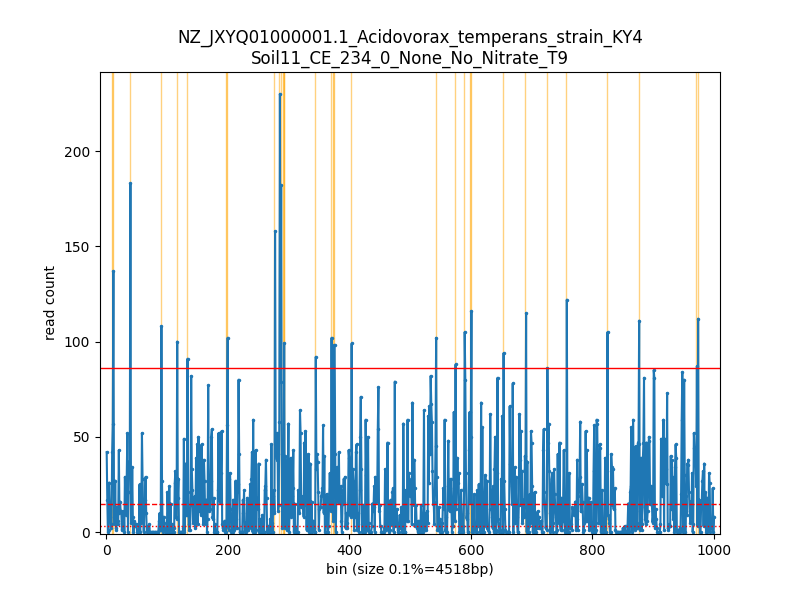 NZ_JXYQ01000001.1_Acidovorax_temperans_strain_KY4
Soil11_CE_234_0_None_No_Nitrate_T9
200
150
100
50
0
read count
0 200 400 600 800 1000
bin (size 0.1%=4518bp)